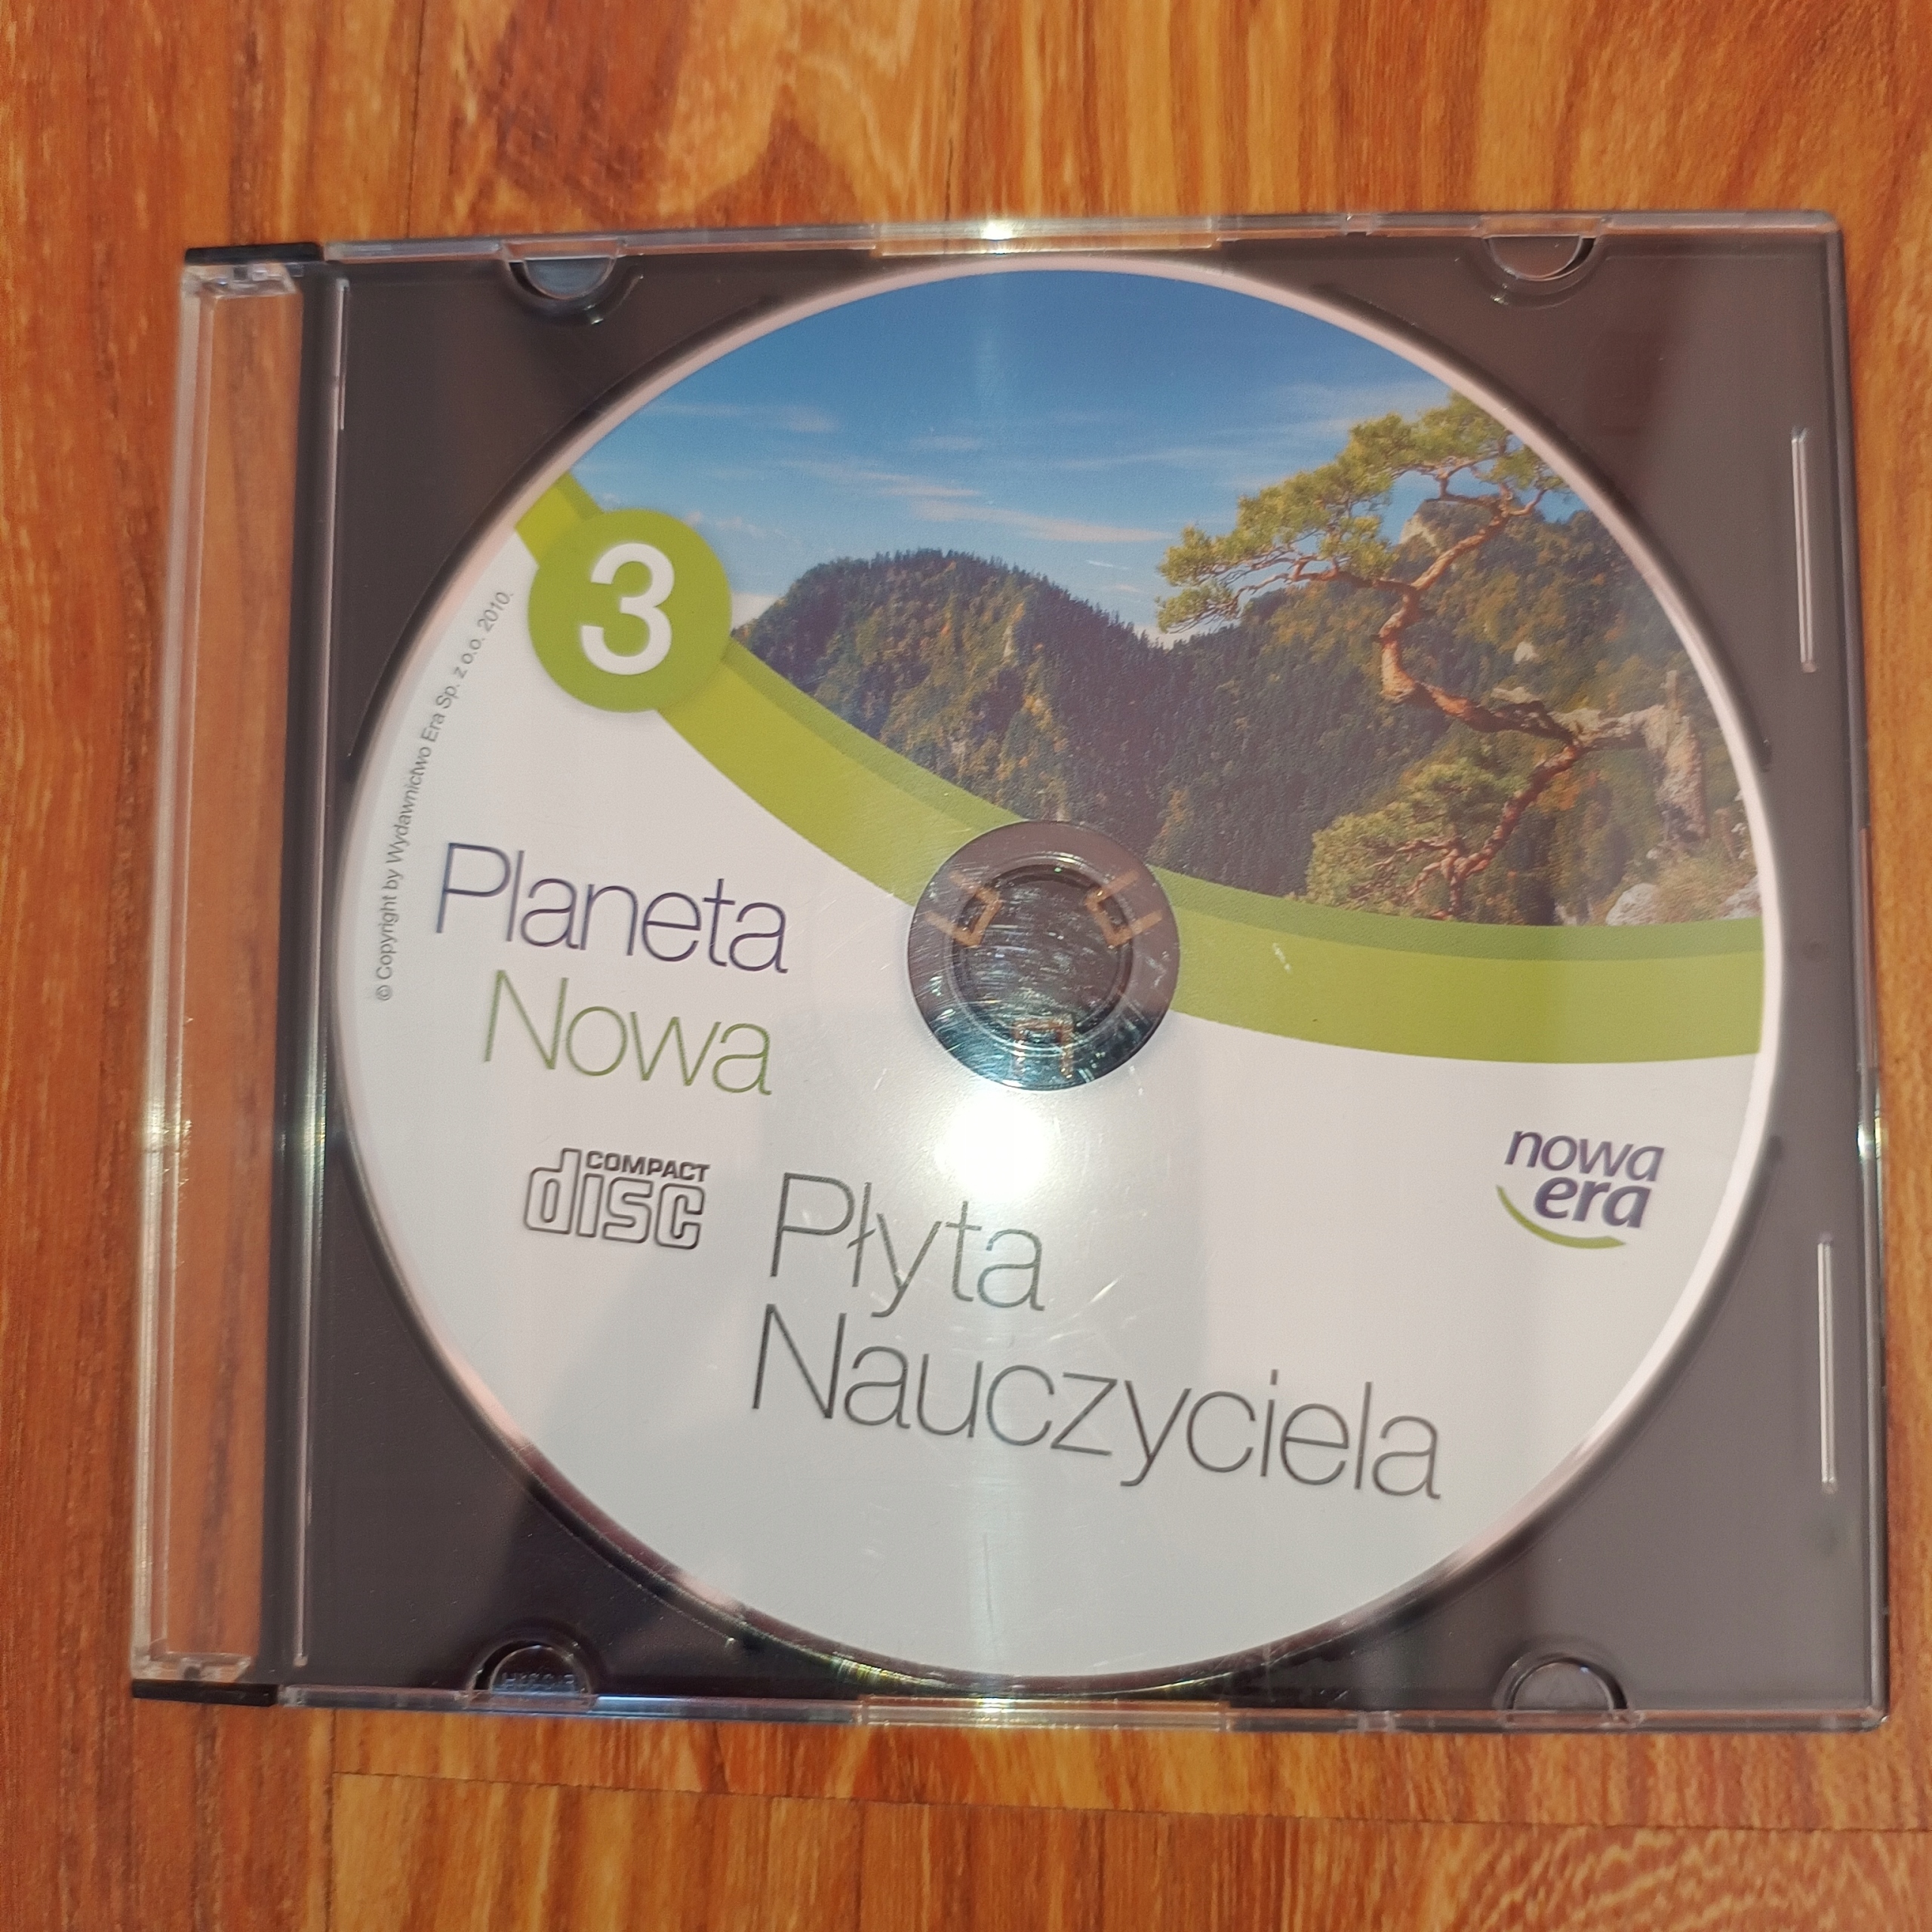 3
© Copyright by Wydawnictwo Era Sp. z o.o. 2010.
Planeta
Nowa
COMPACT
disc
Płyta
Nauczyciela
nowa
era